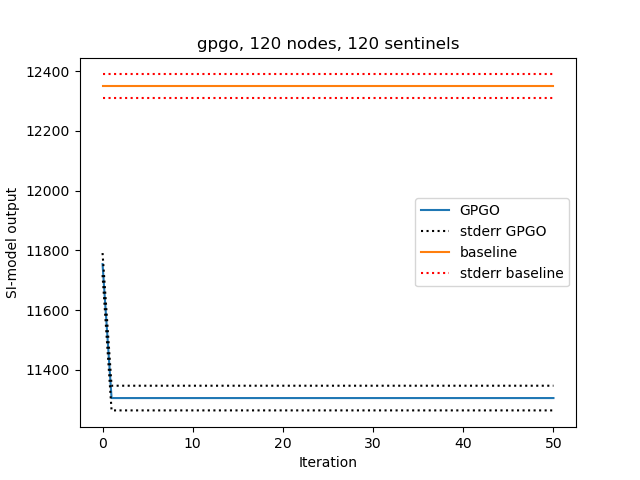 gpgo, 120 nodes, 120 sentinels
12400
12200
12000
11800
11600
11400
SI-model output
GPGO
stderr GPGO
baseline
stderr baseline
0
10
20
30
40
50
Iteration